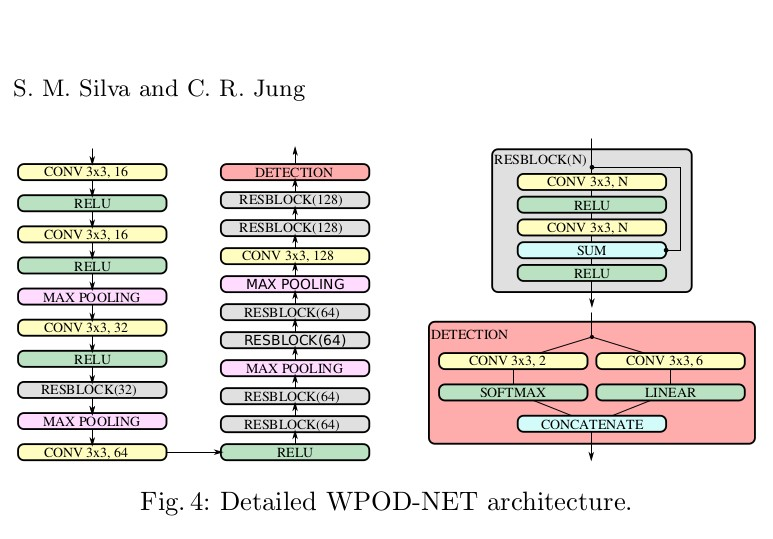 S. M. Silva and C. R. Jung
CONV 3x3, 16
RELU
CONV 3x3, 16
RELU
MAX POOLING
CONV 3x3, 32
RELU
RESBLOCK(32)
MAX POOLING
CONV 3x3, 64
DETECTION
RESBLOCK(128)
RESBLOCK(128)
CONV 3x3, 128
MAX POOLING
RESBLOCK(64)
RESBLOCK(64)
MAX POOLING
RESBLOCK(64)
RESBLOCK(64)
RELU
RESBLOCK(N)
CONV 3x3, N
RELU
CONV 3x3, N
SUM
RELU
DETECTION
CONV 3x3, 2
CONV 3x3, 6
SOFTMAX
LINEAR
CONCATENATE
Fig. 4: Detailed WPOD-NET architecture.